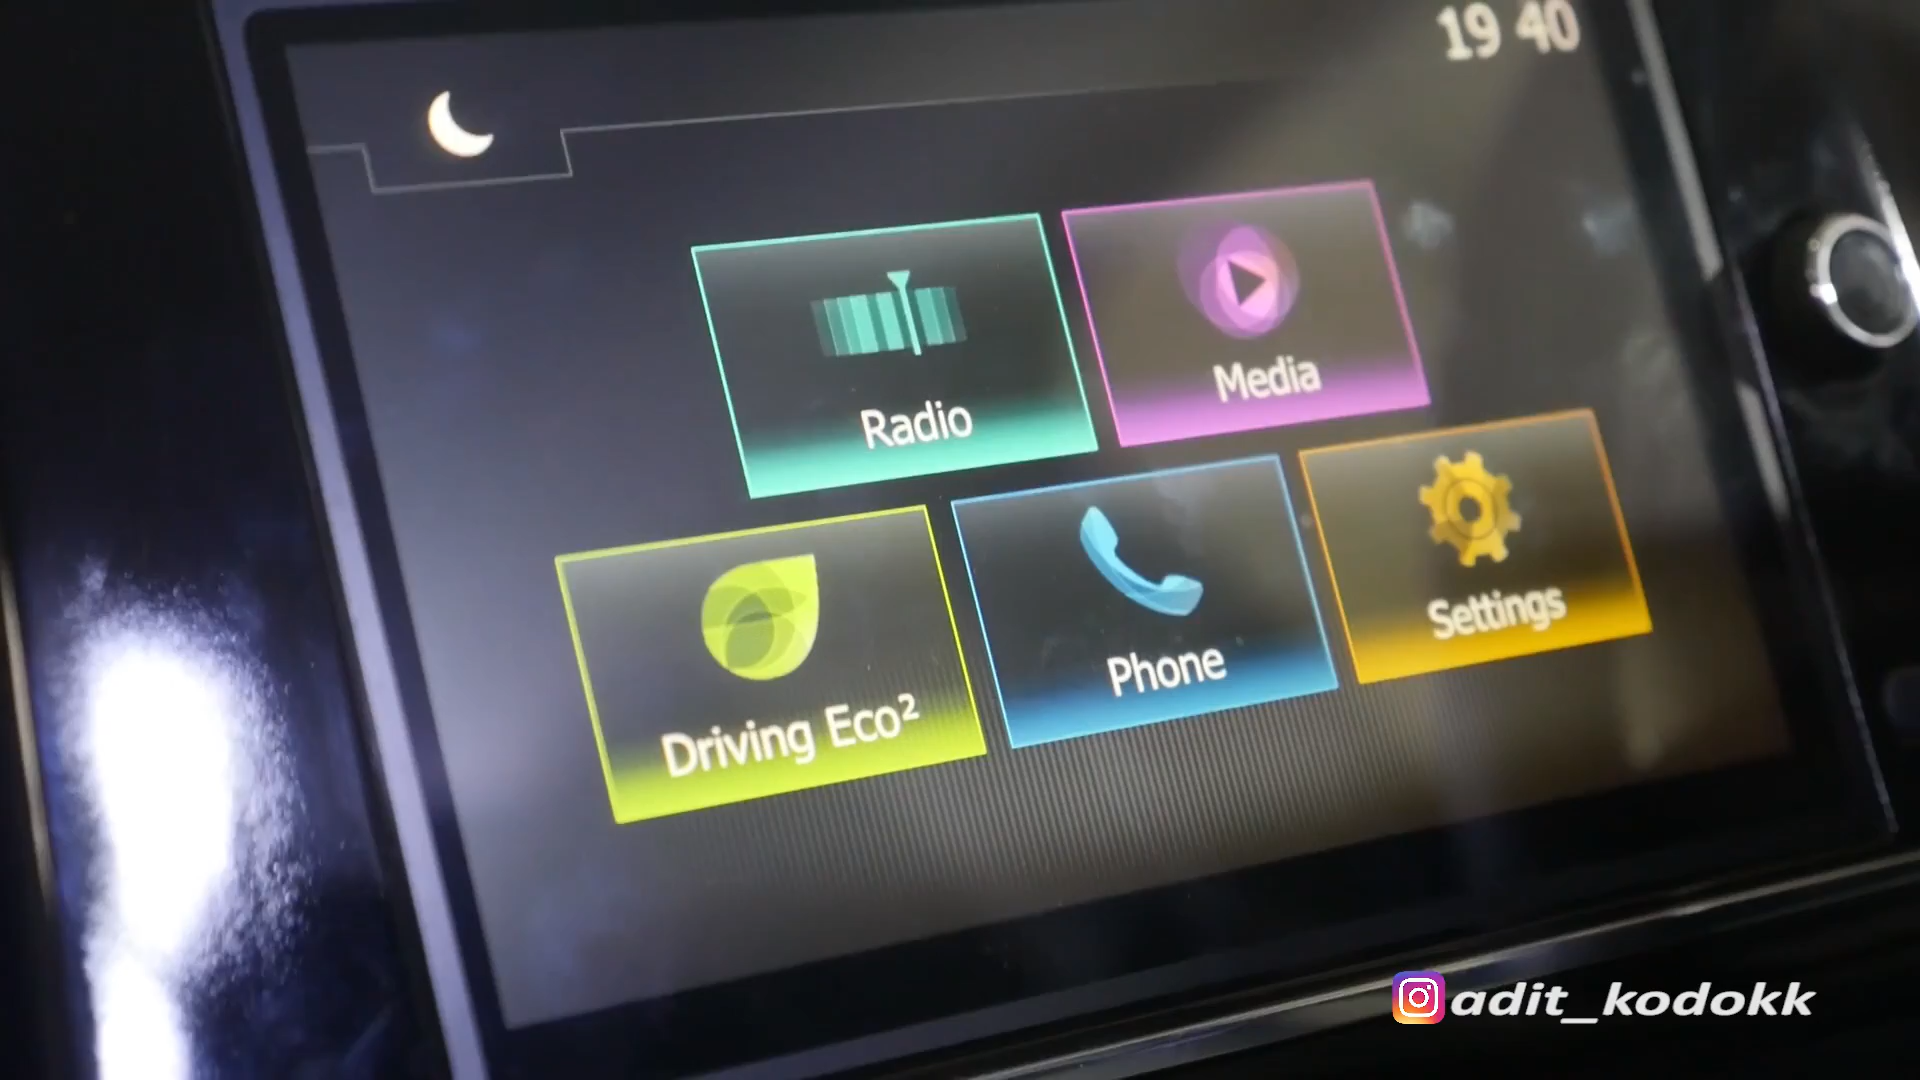 19 40
Radio
Media
Driving Eco²
Phone
Settings
adit_kodokk